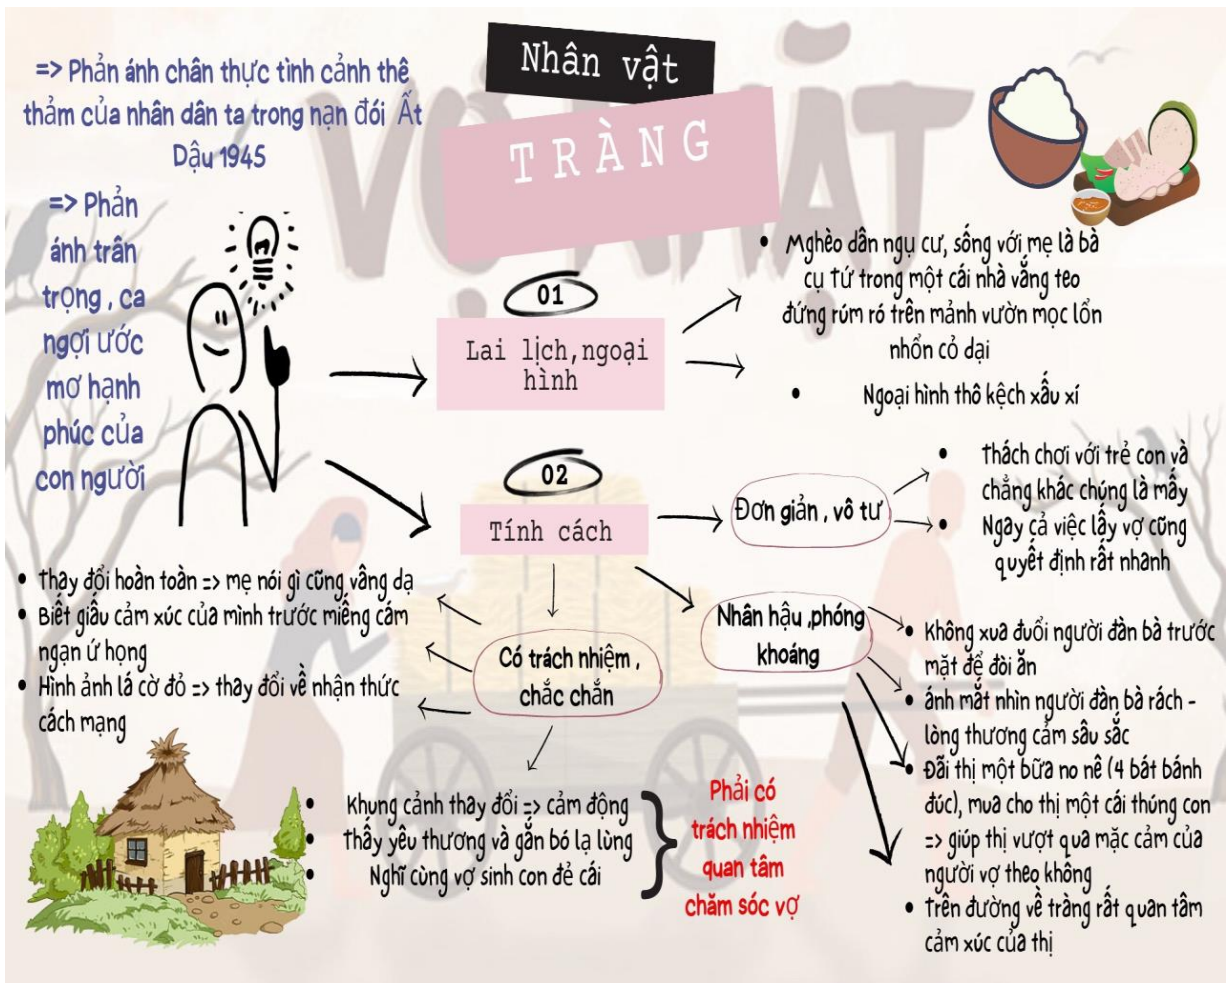 Nhân vật
TRÀNG
VỢ NHẶT
=> Phản ánh chân thực tình cảnh thê
thảm của nhân dân ta trong nạn đói Ất
Dậu 1945
=> Phản
ánh trân
trọng , ca
ngợi ước
mơ hạnh
phúc của
con người
01
Lai lịch,ngoại
hình
• Nghèo dân ngụ cư, sống với mẹ là bà
cụ Tứ trong một cái nhà vắng teo
đứng rúm ró trên mảnh vườn mọc lổn
nhổn cỏ dại
• Ngoại hình thô kệch xấu xí
02
Tính cách
Đơn giản , vô tư
• Thách chơi với trẻ con và
chẳng khác chúng là mấy
• Ngay cả việc lấy vợ cũng
quyết định rất nhanh
Nhân hậu ,phóng
khoáng
• Không xua đuổi người đàn bà trước
mặt để đòi ăn
• ánh mắt nhìn người đàn bà rách -
lòng thương cảm sâu sắc
• Đãi thị một bữa no nê (4 bát bánh
đúc), mua cho thị một cái thúng con
=> giúp thị vượt qua mặc cảm của
người vợ theo không
• Trên đường về tràng rất quan tâm
cảm xúc của thị
Có trách nhiệm ,
chắc chắn
• Thay đổi hoàn toàn => mẹ nói gì cũng vâng dạ
• Biết giấu cảm xúc của mình trước miếng cám
ngạn ứ họng
• Hình ảnh lá cờ đỏ => thay đổi về nhận thức
cách mạng
• Khung cảnh thay đổi => cảm động
• Thấy yêu thương và gắn bó lạ lùng
• Nghĩ cùng vợ sinh con đẻ cái
Phải có
trách nhiệm
quan tâm
chăm sóc vợ